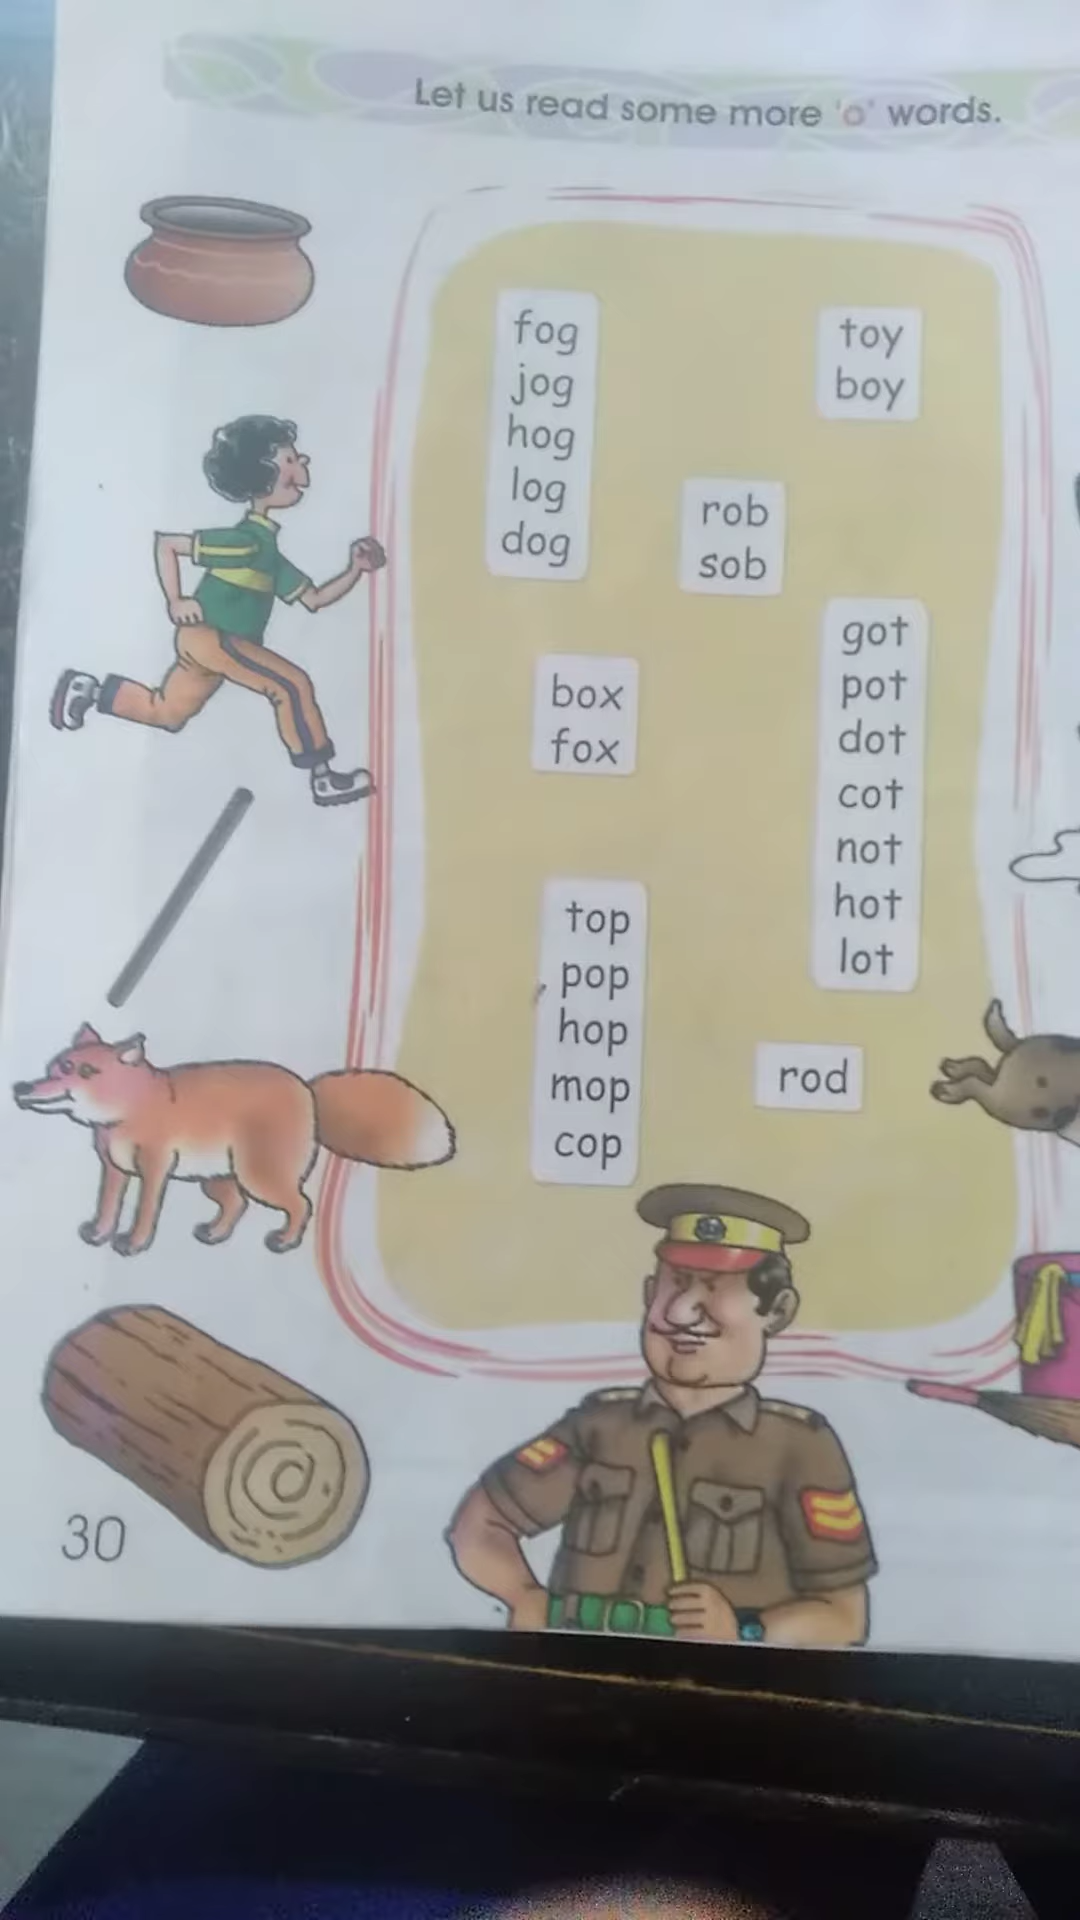 Let us read some more 'o' words.
fog
jog
hog
log
dog
toy
boy
rob
sob
box
fox
got
pot
dot
cot
not
hot
lot
top
pop
hop
mop
cop
rod
30